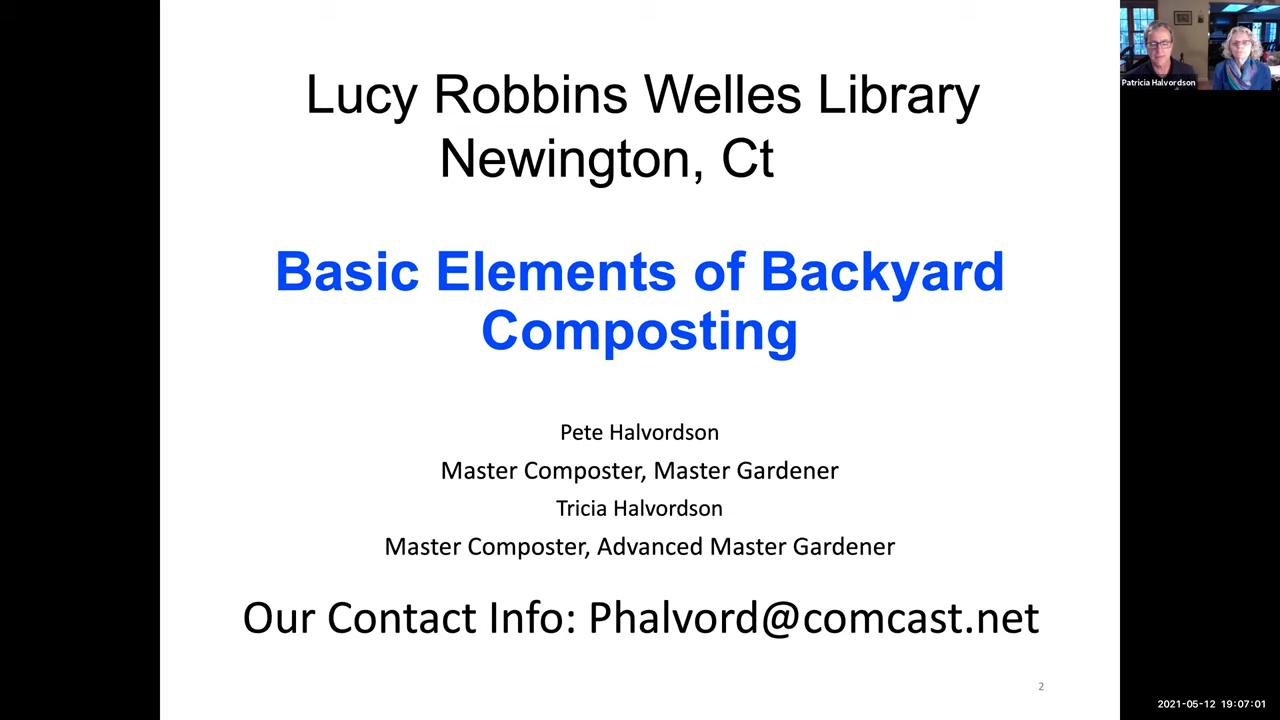 Lucy Robbins Welles Library
Newington, Ct
Basic Elements of Backyard
Composting
Pete Halvordson
Master Composter, Master Gardener
Tricia Halvordson
Master Composter, Advanced Master Gardener
Our Contact Info: Phalvord@comcast.net
2
Patricia Halvordson
2021-05-12 19:07:01